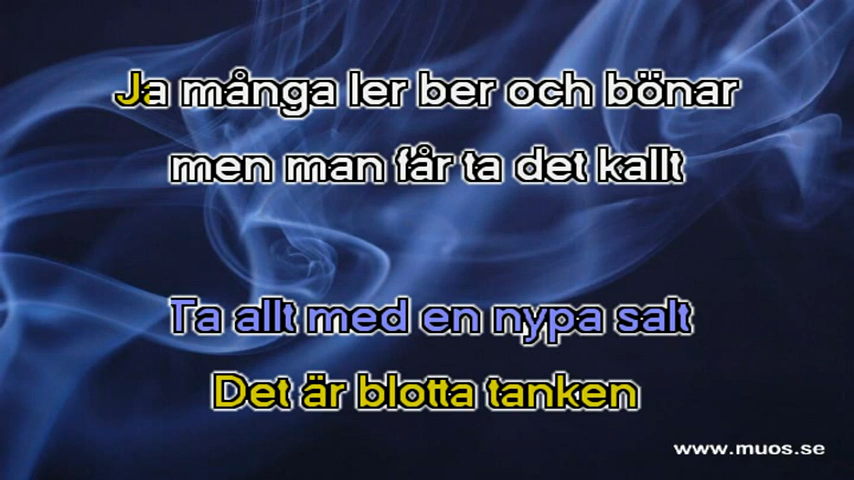 Ja många ler ber och bönar
men man får ta det kallt
Ta allt med en nypa salt
Det är blotta tanken
www.muos.se